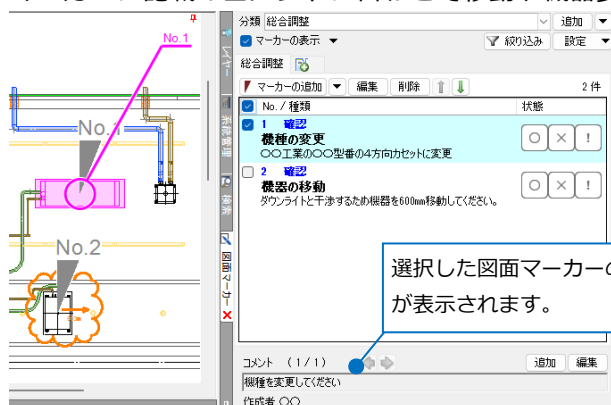 No.1
No.1
No.2
レイヤー
系統管理
検索
図面マーカー
分類 総合調整 追加
マーカーの表示 絞り込み 設定
総合調整
マーカーの追加 編集 削除 2 件
No. / 種類 状態
1 確認
機種の変更
〇〇工業の〇〇型番の4方向カセットに変更
2 確認
機器の移動
ダウンライトと干渉するため機器を600mm移動してください。
選択した図面マーカーの
が表示されます。
コメント (1/1) 追加 編集
機種を変更してください
作成者 〇〇